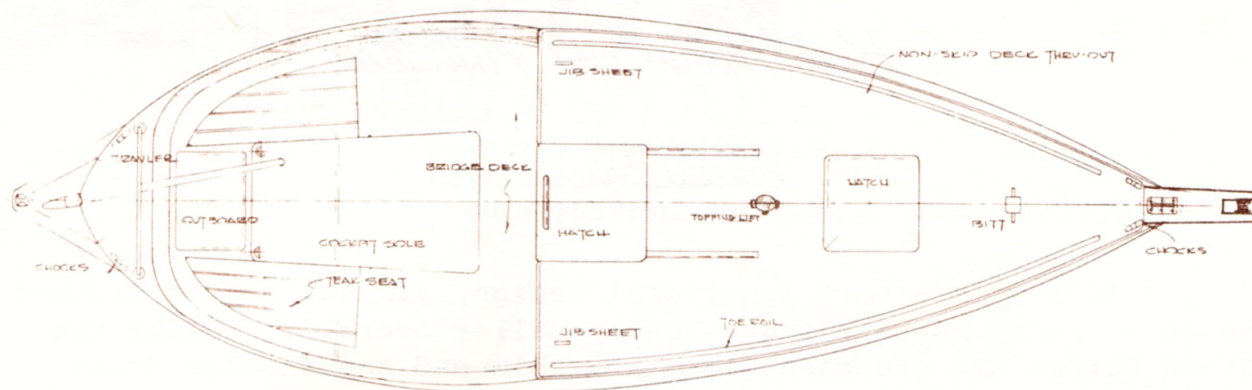 NON-SKID DECK THRU-OUT
JIB SHEET
TRAVLER
BRIDGE DECK
HATCH
TOPPING LIFT
OUTBOARD
BITT
HATCH
COCKPIT SOLE
CHOCKS
CHOCKS
TEAK SEAT
TOE RAIL
JIB SHEET